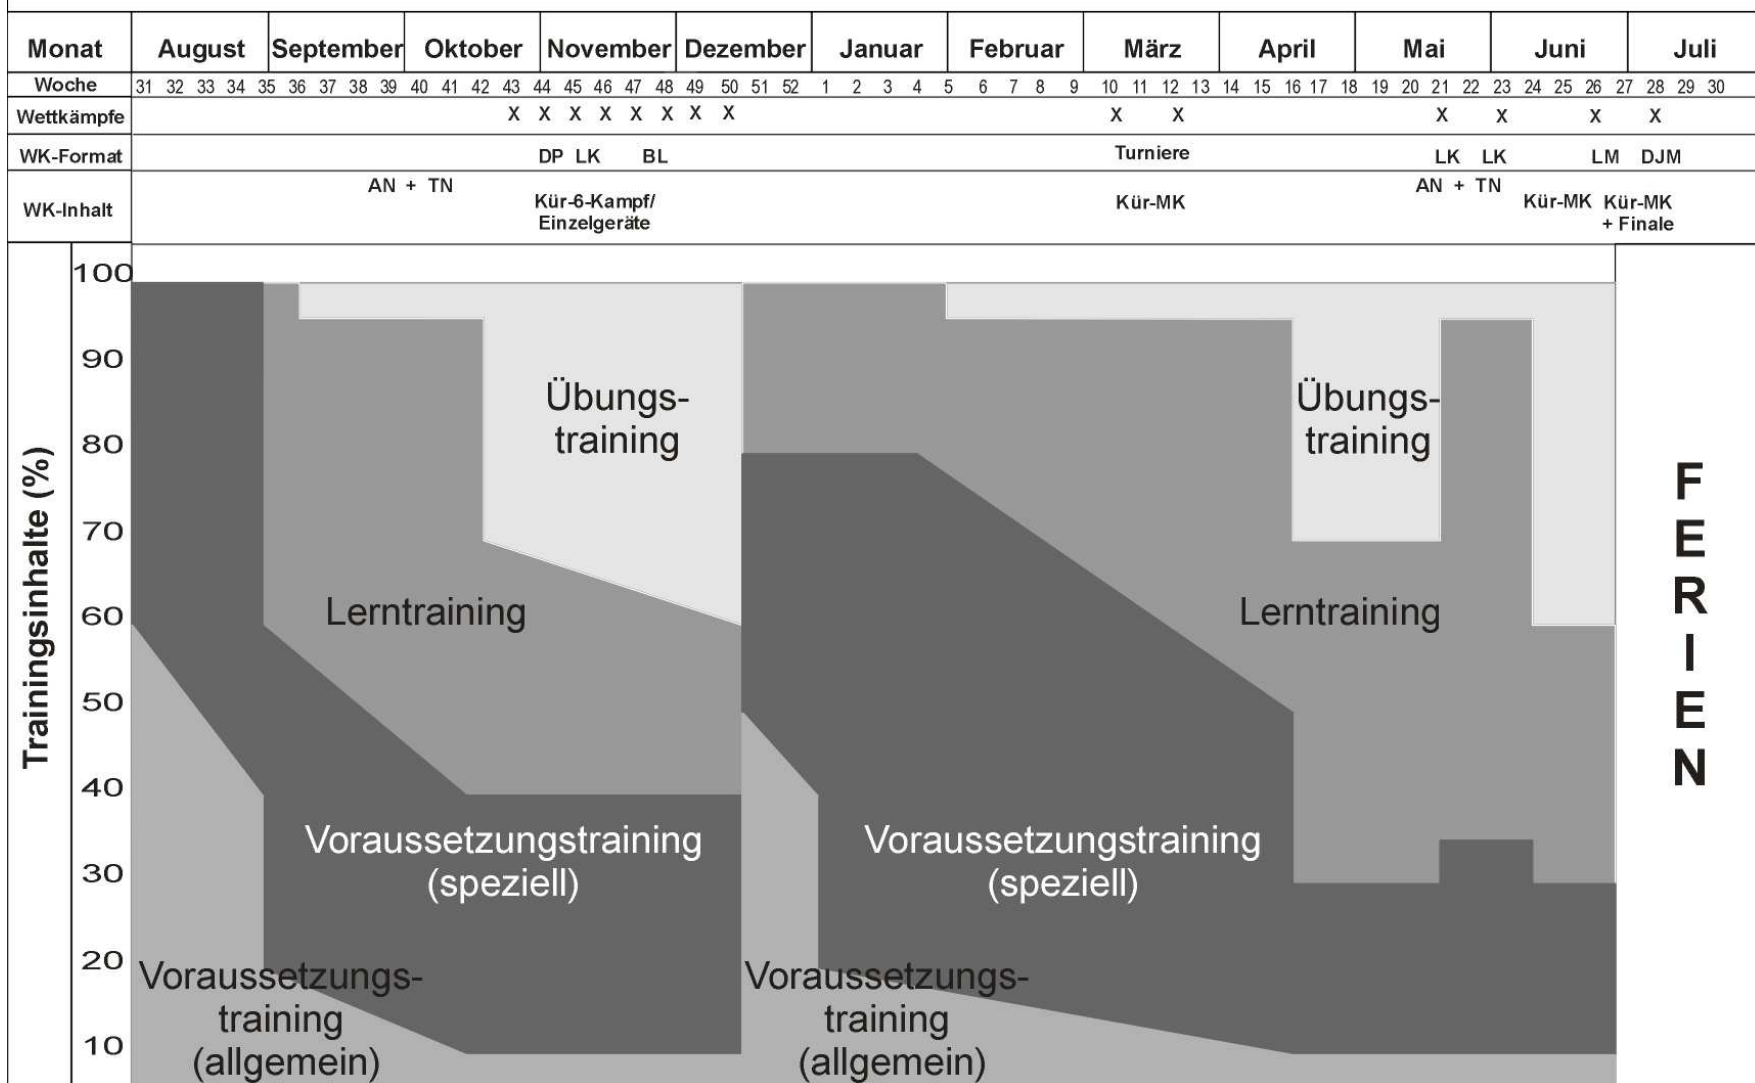 Monat August September Oktober November Dezember Januar Februar März April Mai Juni Juli
Woche 31 32 33 34 35 36 37 38 39 40 41 42 43 44 45 46 47 48 49 50 51 52 1 2 3 4 5 6 7 8 9 10 11 12 13 14 15 16 17 18 19 20 21 22 23 24 25 26 27 28 29 30
Wettkämpfe X X X X X X X X X X X X X X
WK-Format DP LK BL Turniere LK LK LM DJM
WK-Inhalt
AN + TN
Kür-6-Kampf/
Einzelgeräte
Kür-MK
AN + TN
Kür-MK
Kür-MK
+ Finale
Trainingsinhalte (%)
100
90
80
70
60
50
40
30
20
10
Übungs-
training
Lerntraining
Voraussetzungstraining
(speziell)
Voraussetzungs-
training
(allgemein)
Übungs-
training
Lerntraining
Voraussetzungstraining
(speziell)
Voraussetzungs-
training
(allgemein)
FERIEN